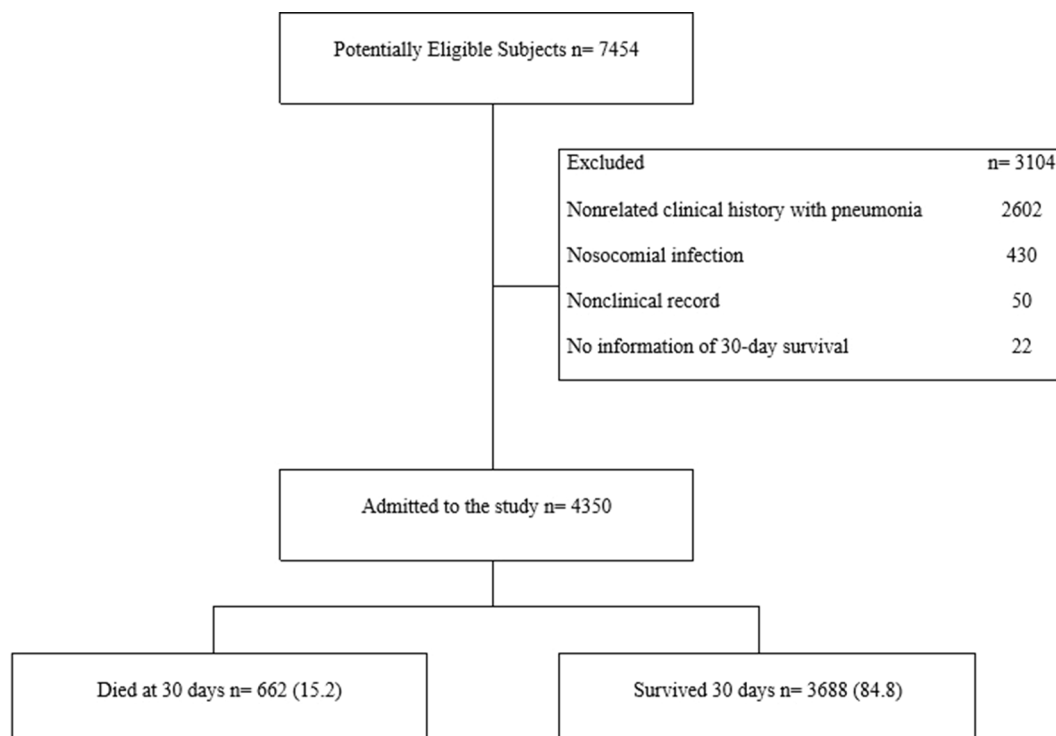 Potentially Eligible Subjects n= 7454
Excluded n= 3104
Nonrelated clinical history with pneumonia 2602
Nosocomial infection 430
Nonclinical record 50
No information of 30-day survival 22
Admitted to the study n= 4350
Died at 30 days n= 662 (15.2)
Survived 30 days n= 3688 (84.8)